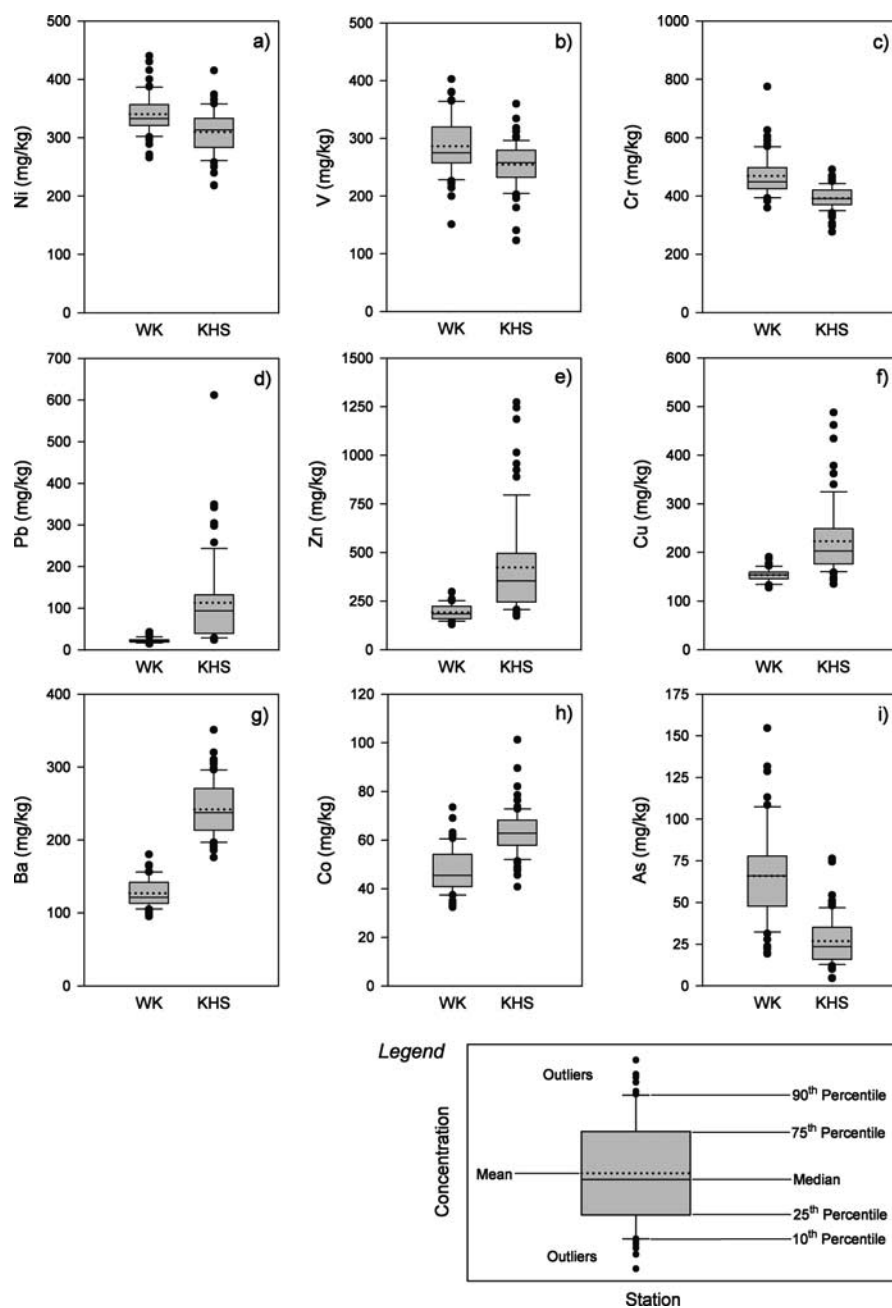 a)
500
400
300
200
100
0
Ni (mg/kg)
WK KHS
b)
500
400
300
200
100
0
V (mg/kg)
WK KHS
c)
1000
800
600
400
200
0
Cr (mg/kg)
WK KHS
d)
700
600
500
400
300
200
100
0
Pb (mg/kg)
WK KHS
e)
1500
1250
1000
750
500
250
0
Zn (mg/kg)
WK KHS
f)
600
500
400
300
200
100
0
Cu (mg/kg)
WK KHS
g)
400
300
200
100
0
Ba (mg/kg)
WK KHS
h)
120
100
80
60
40
20
0
Co (mg/kg)
WK KHS
i)
175
150
125
100
75
50
25
0
As (mg/kg)
WK KHS
Legend
Concentration
Outliers
90th Percentile
75th Percentile
Mean
Median
25th Percentile
10th Percentile
Outliers
Station